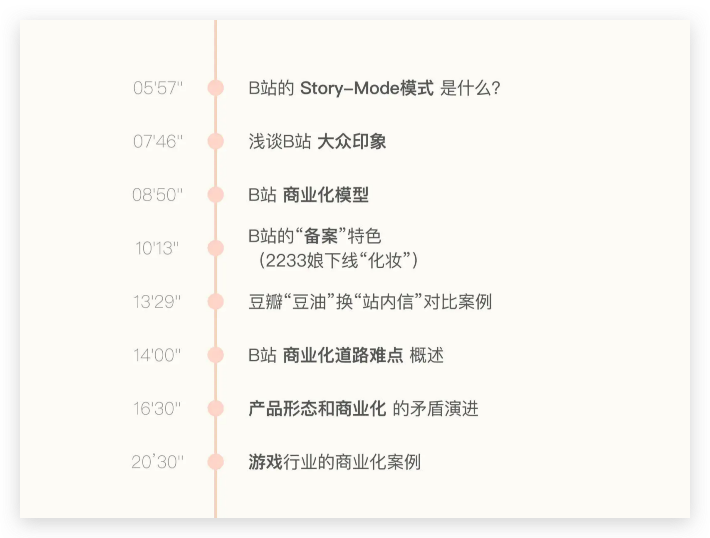 05'57" B站的 Story-Mode模式 是什么?
07'46" 浅谈B站 大众印象
08'50" B站 商业化模型
10'13" B站的“备案”特色
（2233娘下线“化妆”）
13'29" 豆瓣“豆油”换“站内信”对比案例
14'00" B站 商业化道路难点 概述
16'30" 产品形态和商业化 的矛盾演进
20'30" 游戏行业的商业化案例